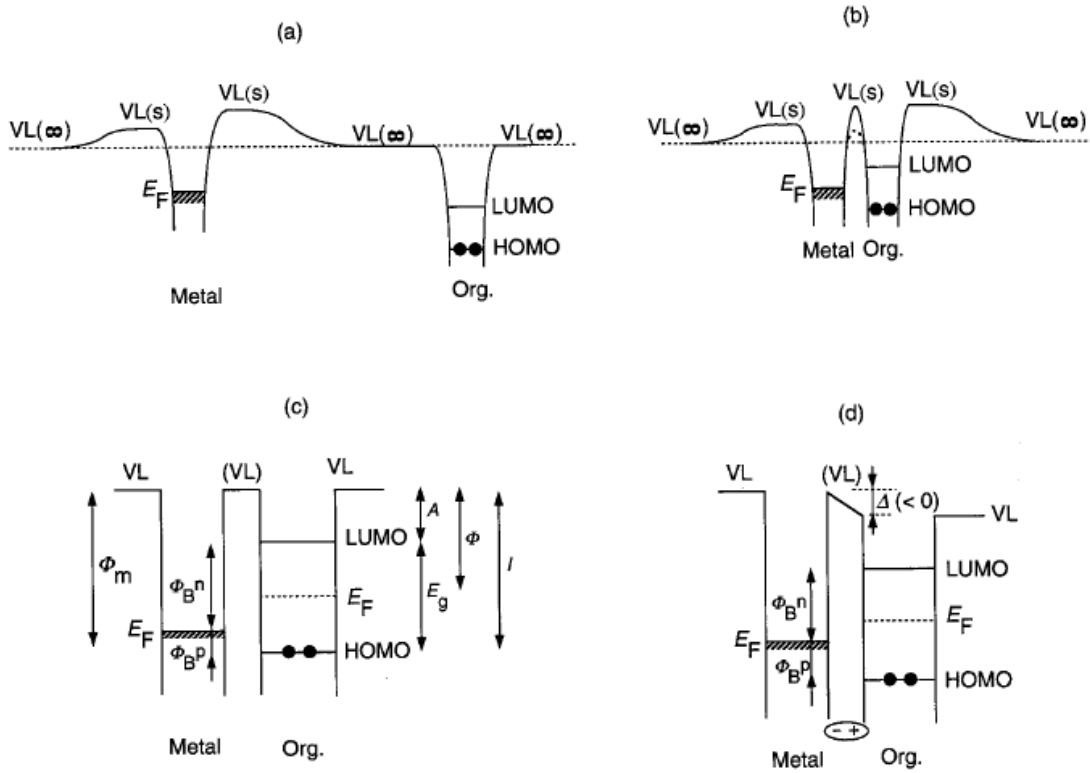 (a)
VL(∞)
VL(s)
VL(s)
VL(∞)
VL(∞)
E_F
LUMO
HOMO
Metal
Org.
(b)
VL(∞)
VL(s)
VL(s)
VL(s)
VL(∞)
E_F
LUMO
HOMO
Metal Org.
(c)
VL
(VL)
VL
Φ_m
Φ_B^n
E_F
Φ_B^p
A
LUMO
Φ
E_g
I
E_F
HOMO
Metal
Org.
(d)
VL
(VL)
Δ (< 0)
VL
LUMO
Φ_B^n
E_F
E_F
Φ_B^p
HOMO
- +
Metal
Org.